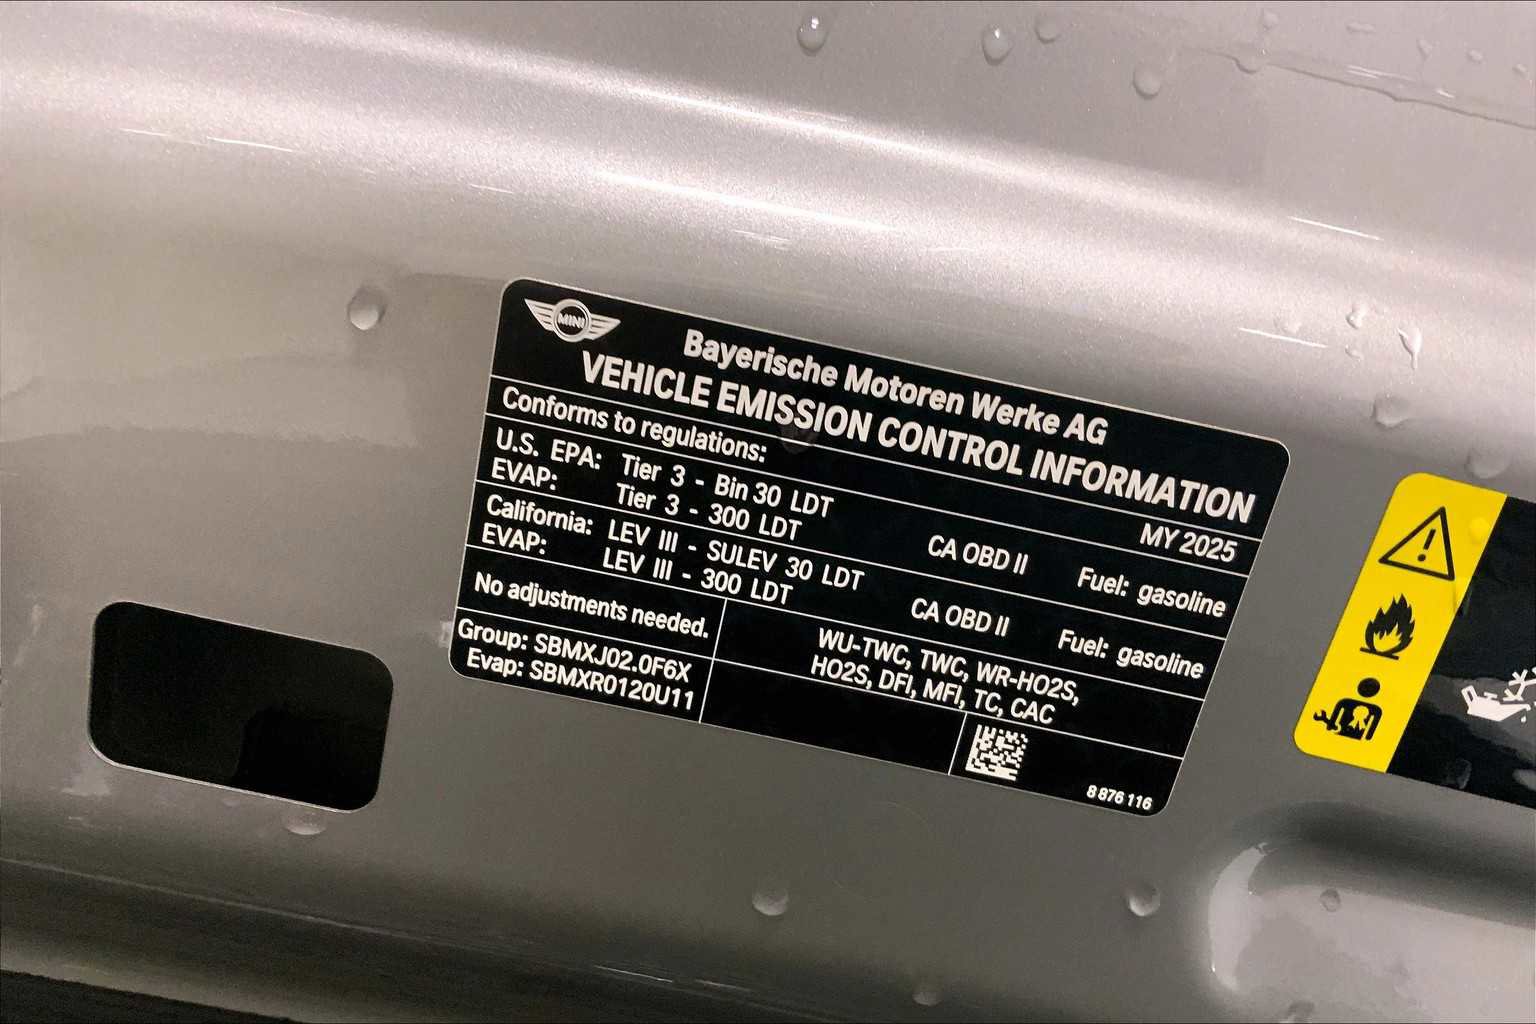 MINI
Bayerische Motoren Werke AG
VEHICLE EMISSION CONTROL INFORMATION
Conforms to regulations: MY 2025
U.S. EPA: Tier 3 - Bin 30 LDT CA OBD II Fuel: gasoline
EVAP: Tier 3 - 300 LDT
California: LEV III - SULEV 30 LDT CA OBD II Fuel: gasoline
EVAP: LEV III - 300 LDT
No adjustments needed.
WU-TWC, TWC, WR-HO2S,
HO2S, DFI, MFI, TC, CAC
Group: SBMXJ02.0F6X
Evap: SBMXR0120U11
8 876 116